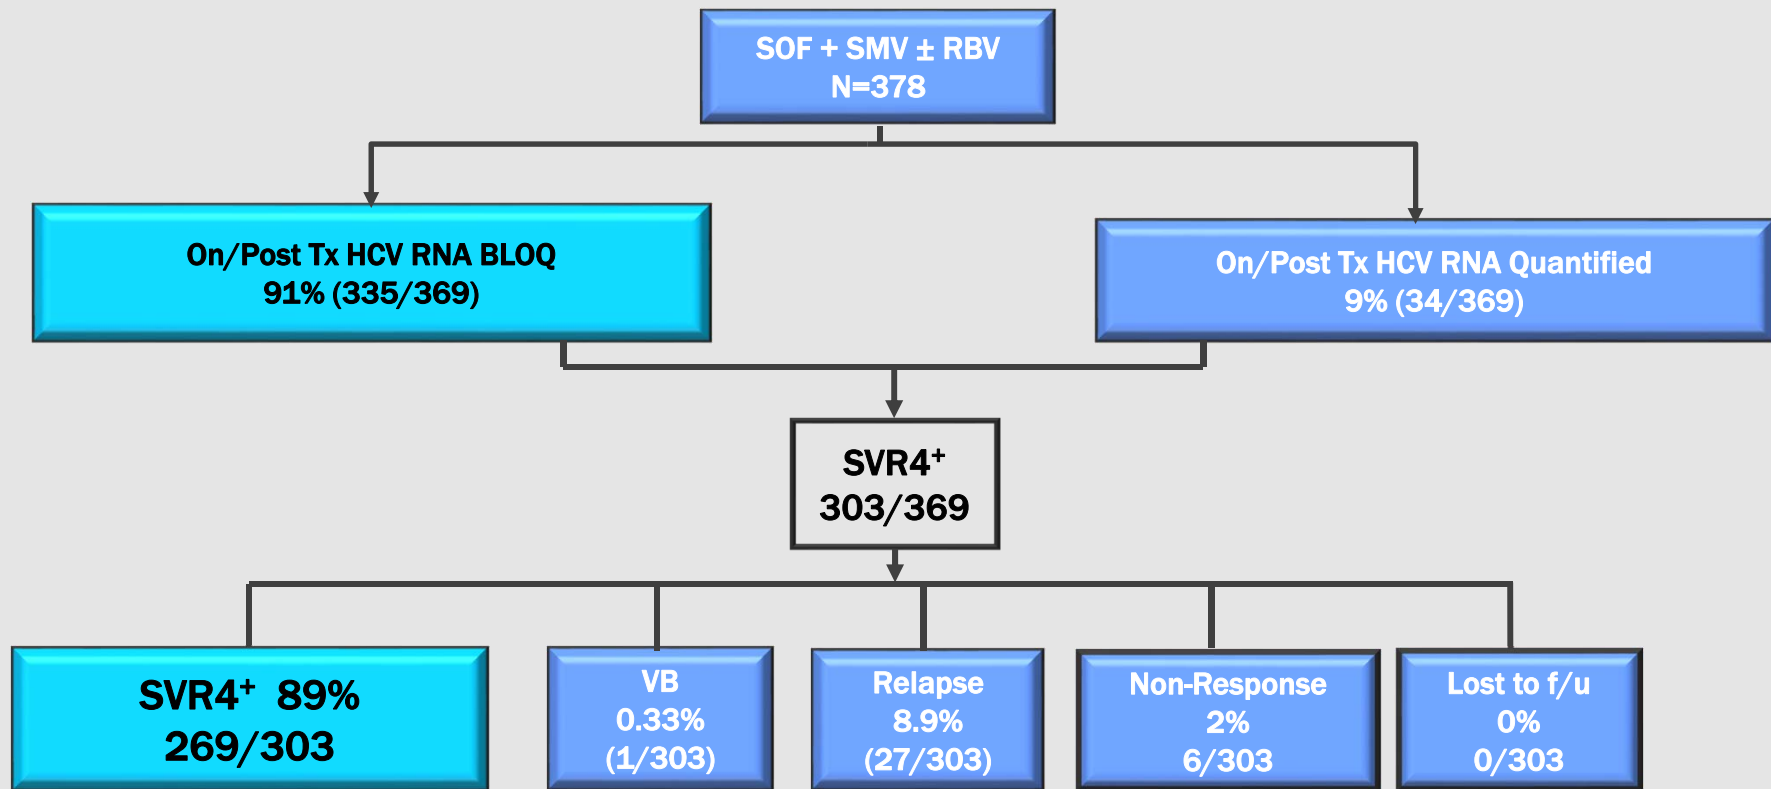 SOF + SMV ± RBV
N=378
On/Post Tx HCV RNA BLOQ
91% (335/369)
On/Post Tx HCV RNA Quantified
9% (34/369)
SVR4⁺
303/369
SVR4⁺ 89%
269/303
VB
0.33%
(1/303)
Relapse
8.9%
(27/303)
Non-Response
2%
6/303
Lost to f/u
0%
0/303